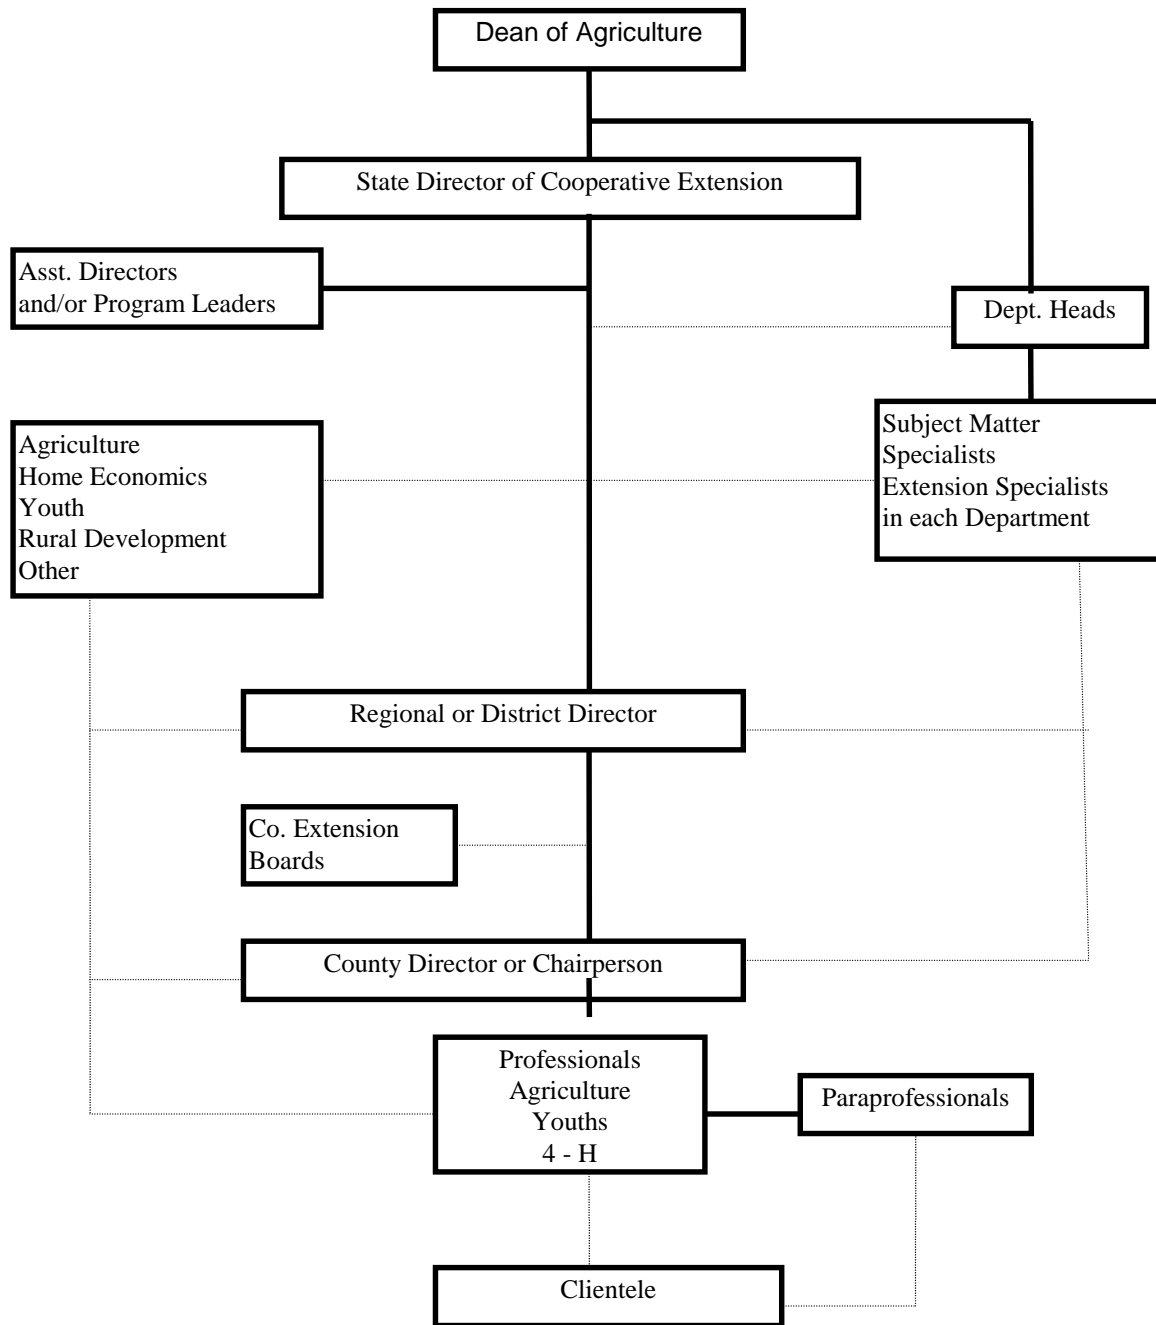 Dean of Agriculture
State Director of Cooperative Extension
Asst. Directors
and/or Program Leaders
Dept. Heads
Agriculture
Home Economics
Youth
Rural Development
Other
Subject Matter
Specialists
Extension Specialists
in each Department
Regional or District Director
Co. Extension
Boards
County Director or Chairperson
Professionals
Agriculture
Youths
4 - H
Paraprofessionals
Clientele